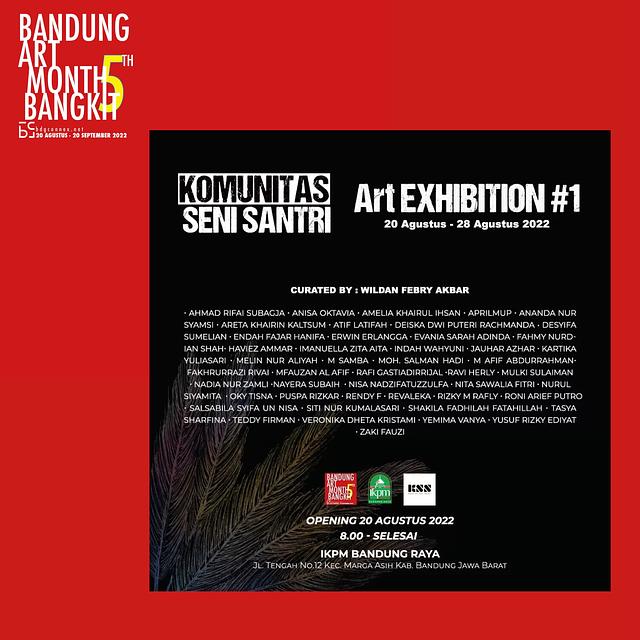 BANDUNG
ART
MONTH 5TH
BANGKIT
bdgconnex.net
20 AGUSTUS - 20 SEPTEMBER 2022
KOMUNITAS
SENI SANTRI
Art EXHIBITION #1
20 Agustus - 28 Agustus 2022
CURATED BY : WILDAN FEBRY AKBAR
· AHMAD RIFAI SUBAGJA · ANISA OKTAVIA · AMELIA KHAIRUL IHSAN · APRILMUP · ANANDA NUR
SYAMSI · ARETA KHAIRIN KALTSUM · ATIF LATIFAH · DEISKA DWI PUTERI RACHMANDA · DESYIFA
SUMELIAN · ENDAH FAJAR HANIFA · ERWIN ERLANGGA · EVANIA SARAH ADINDA · FAHMY NURD-
IAN SHAH · HAVIEZ AMMAR · IMANUELLA ZITA AITA · INDAH WAHYUNI · JAUHAR AZHAR · KARTIKA
YULIASARI · MELIN NUR ALIYAH · M SAMBA · MOH. SALMAN HADI · M AFIF ABDURRAHMAN ·
FAKHRURRAZI RIVAI · MFAUZAN AL AFIF · RAFI GASTIADIRRIJAL · RAVI HERLY · MULKI SULAIMAN
· NADIA NUR ZAMLI · NAYERA SUBAIH · NISA NADZIFATUZZULFA · NITA SAWALIA FITRI · NURUL
SIYAMITA · OKY TISNA · PUSPA RIZKAR · RENDY F · REVALEKA · RIZKY M RAFLY · RONI ARIEF PUTRO
· SALSABILA SYIFA UN NISA · SITI NUR KUMALASARI · SHAKILA FADHILAH FATAHILLAH · TASYA
SHARFINA · TEDDY FIRMAN · VERONIKA DHETA KRISTAMI · YEMIMA VANYA · YUSUF RIZKY EDIYAT
· ZAKI FAUZI
BANDUNG
ART
MONTH 5
BANGKIT
ikpm
KSS
OPENING 20 AGUSTUS 2022
8.00 - SELESAI
IKPM BANDUNG RAYA
JL. TENGAH NO.12 KEC. MARGA ASIH KAB. BANDUNG JAWA BARAT